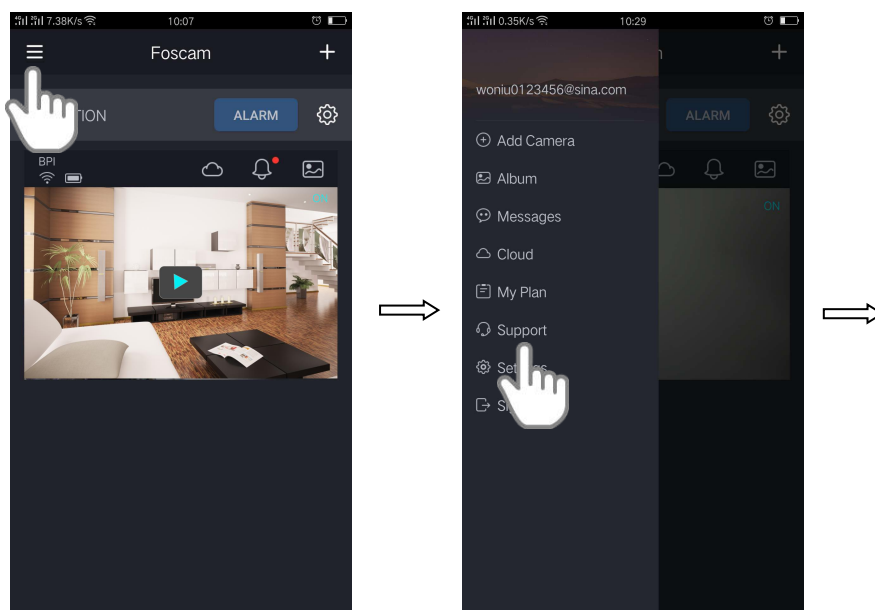 7.38K/s
10:07
Foscam
ALARM
BPI
ON
0.35K/s
10:29
woniu0123456@sina.com
ALARM
Add Camera
Album
Messages
Cloud
ON
My Plan
Support